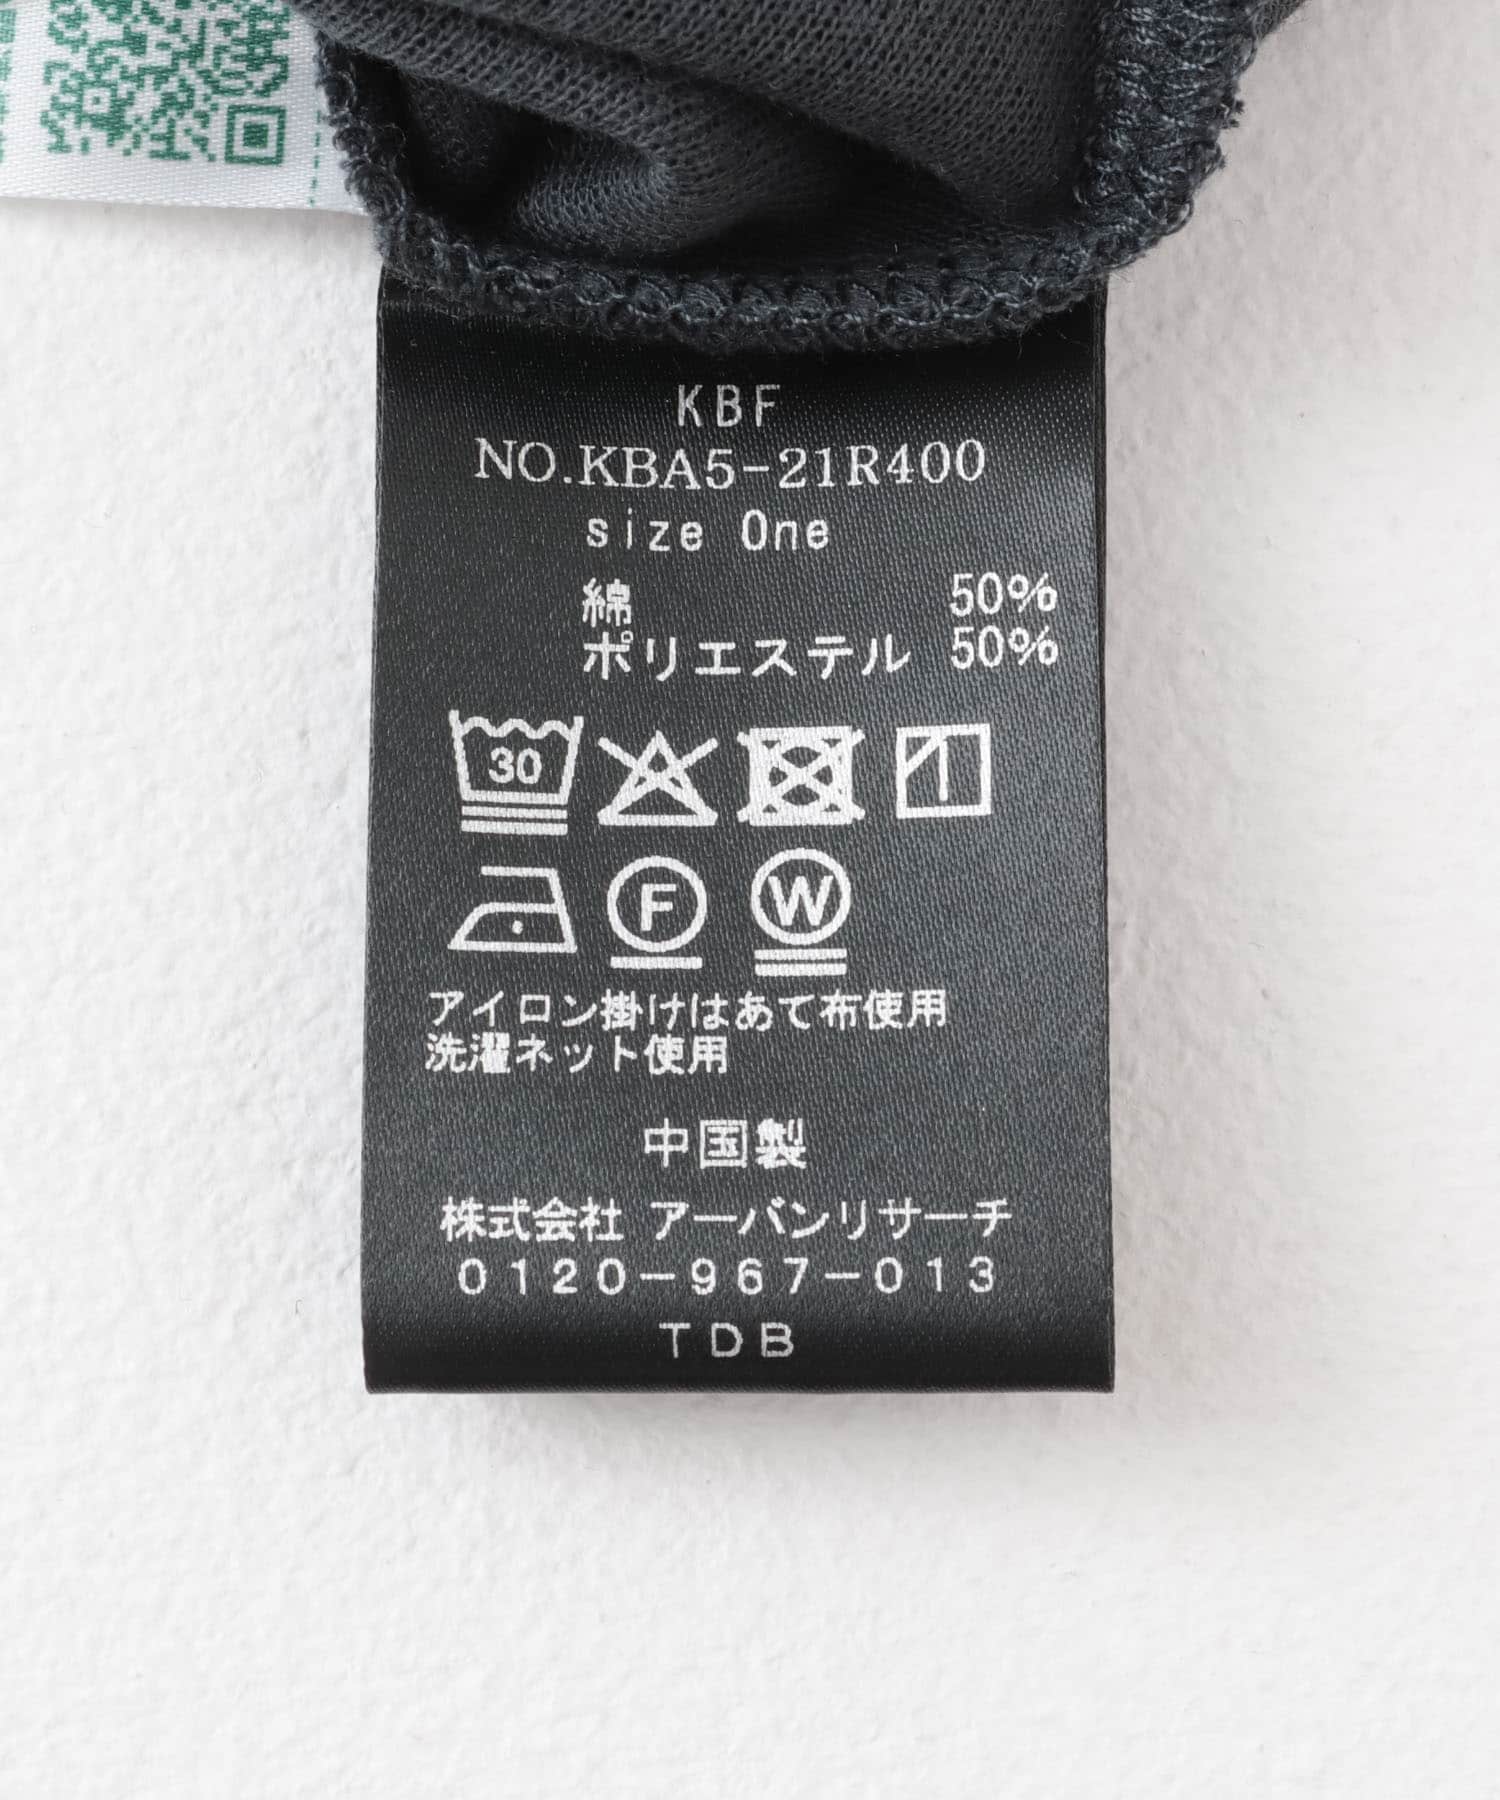 KBF
NO.KBA5-21R400
size One
綿 50%
ポリエステル 50%
30
F W
アイロン掛けはあて布使用
洗濯ネット使用
中国製
株式会社 アーバンリサーチ
0120-967-013
TDB